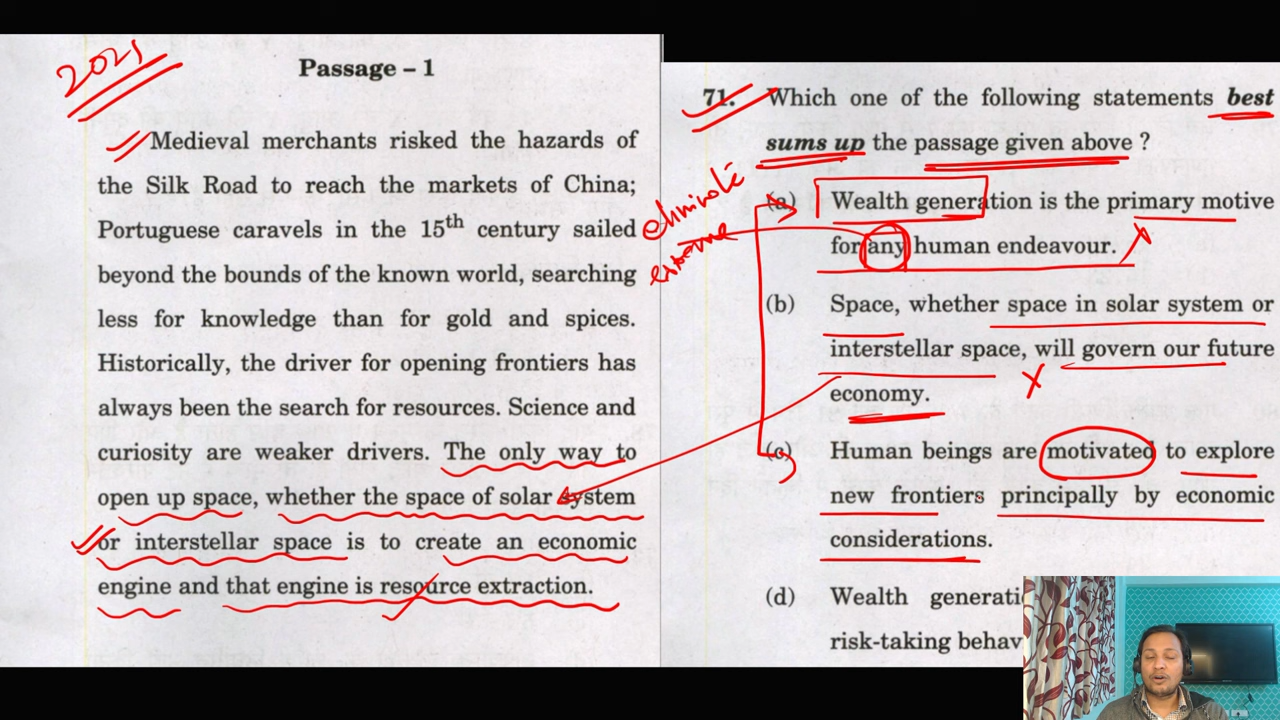 2021
Passage – 1
Medieval merchants risked the hazards of
the Silk Road to reach the markets of China;
Portuguese caravels in the 15th century sailed
beyond the bounds of the known world, searching
less for knowledge than for gold and spices.
Historically, the driver for opening frontiers has
always been the search for resources. Science and
curiosity are weaker drivers. The only way to
open up space, whether the space of solar system
or interstellar space is to create an economic
engine and that engine is resource extraction.
eliminate
extreme
71. Which one of the following statements best
sums up the passage given above ?
(a) Wealth generation is the primary motive
for any human endeavour.
(b) Space, whether space in solar system or
interstellar space, will govern our future
economy.
(c) Human beings are motivated to explore
new frontiers principally by economic
considerations.
(d) Wealth generati
risk-taking behav